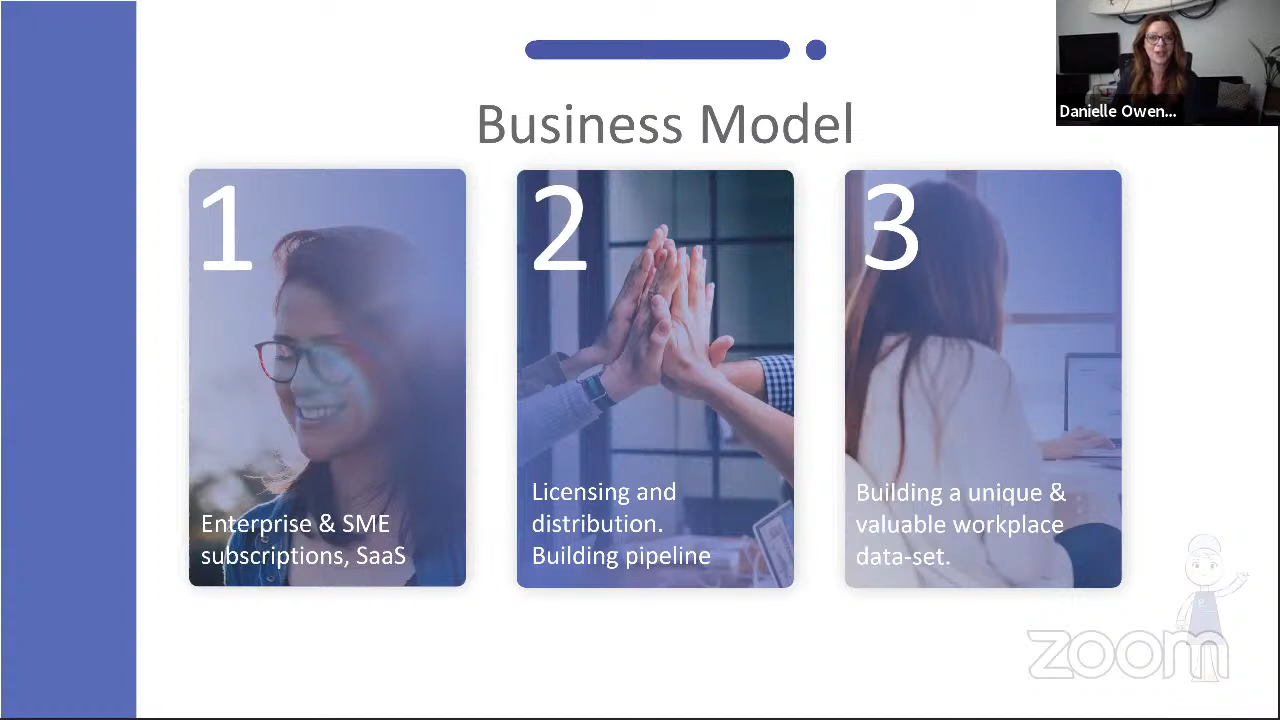 Business Model
Danielle Owen...
1
2
3
Enterprise & SME
subscriptions, SaaS
Licensing and
distribution.
Building pipeline
Building a unique &
valuable workplace
data-set.
zoom